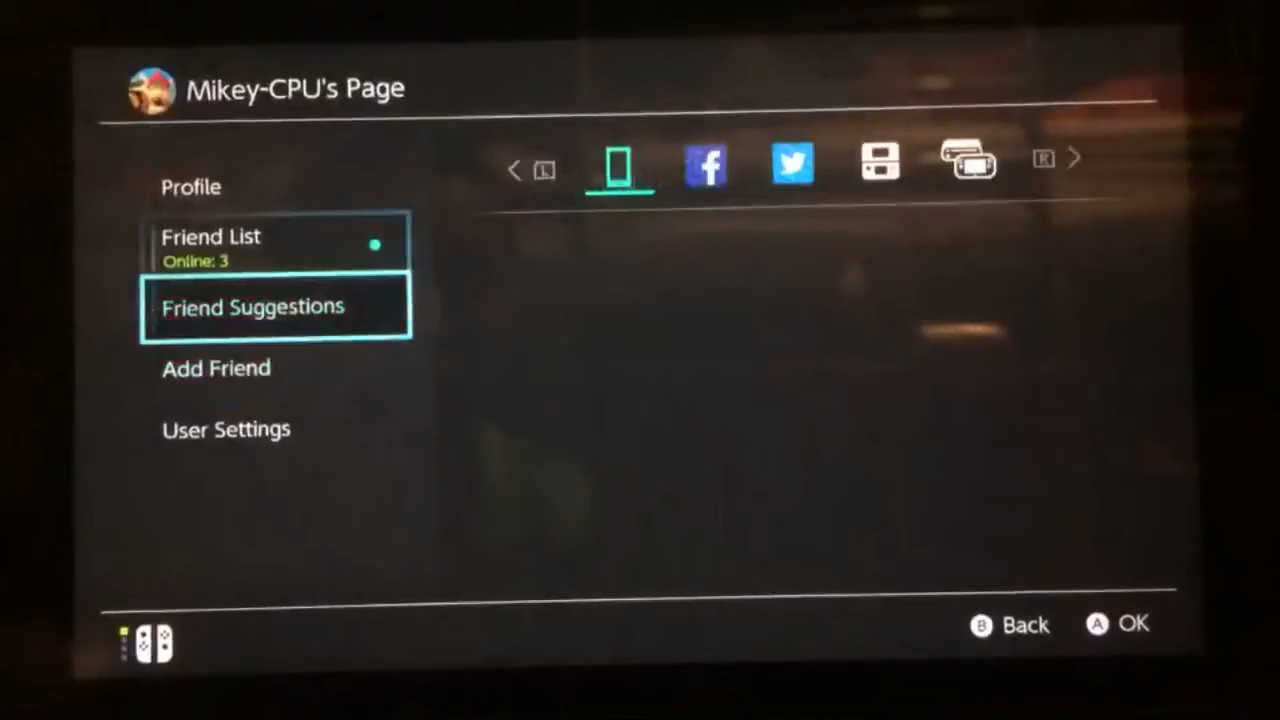 Mikey-CPU's Page
Profile
L
R
Friend List
Online: 3
Friend Suggestions
Add Friend
User Settings
B Back
A OK